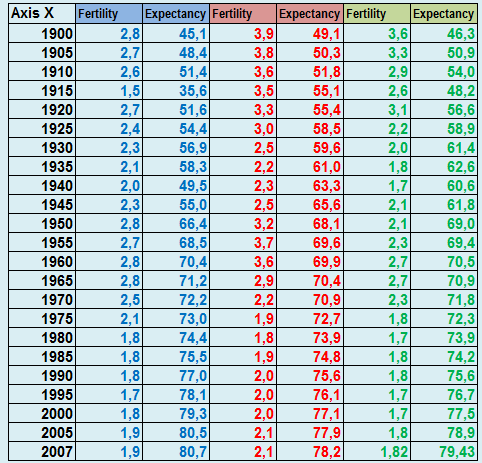 Axis X Fertility Expectancy Fertility Expectancy Fertility Expectancy
1900 2,8 45,1 3,9 49,1 3,6 46,3
1905 2,7 48,4 3,8 50,3 3,3 50,9
1910 2,6 51,4 3,6 51,8 2,9 54,0
1915 1,5 35,6 3,5 55,1 2,6 48,2
1920 2,7 51,6 3,3 55,4 3,1 56,6
1925 2,4 54,4 3,0 58,5 2,2 58,9
1930 2,3 56,9 2,5 59,6 2,0 61,4
1935 2,1 58,3 2,2 61,0 1,8 62,6
1940 2,0 49,5 2,3 63,3 1,7 60,6
1945 2,3 55,0 2,5 65,6 2,1 61,8
1950 2,8 66,4 3,2 68,1 2,1 69,0
1955 2,7 68,5 3,7 69,6 2,3 69,4
1960 2,8 70,4 3,6 69,9 2,7 70,5
1965 2,8 71,2 2,9 70,4 2,7 70,9
1970 2,5 72,2 2,2 70,9 2,3 71,8
1975 2,1 73,0 1,9 72,7 1,8 72,3
1980 1,8 74,4 1,8 73,9 1,7 73,9
1985 1,8 75,5 1,9 74,8 1,8 74,2
1990 1,8 77,0 2,0 75,6 1,8 75,6
1995 1,7 78,1 2,0 76,1 1,7 76,7
2000 1,8 79,3 2,0 77,1 1,7 77,5
2005 1,9 80,5 2,1 77,9 1,8 78,9
2007 1,9 80,7 2,1 78,2 1,82 79,43